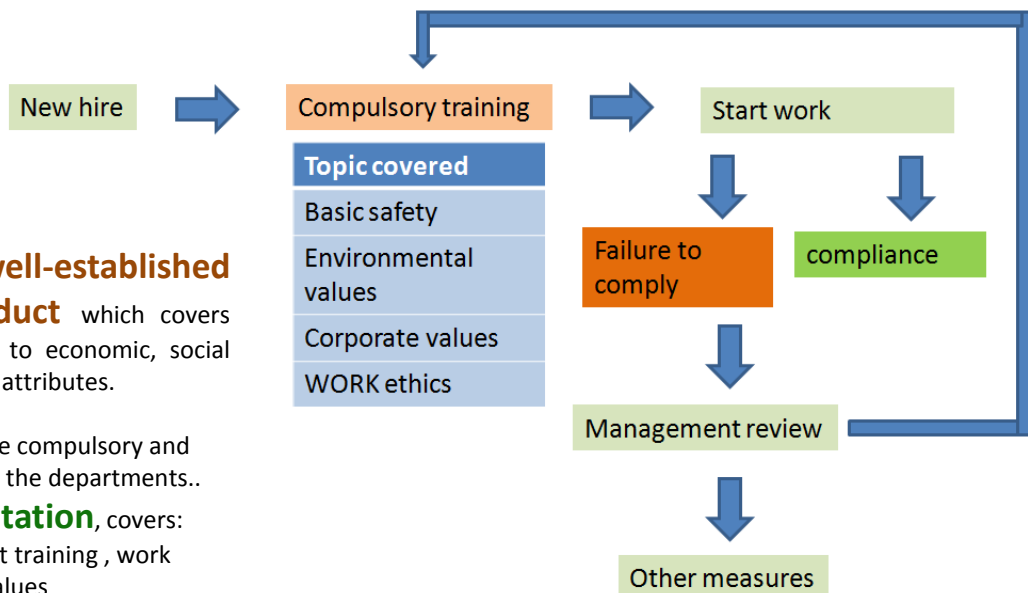 New hire
Compulsory training
Start work
Topic covered
Basic safety
Environmental
values
Corporate values
WORK ethics
Failure to
comply
compliance
Management review
Other measures
well-established
which covers
to economic, social
attributes.
compulsory and
the departments..
, covers:
training , work